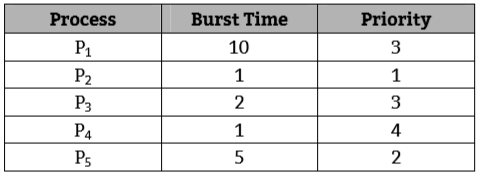 Process Burst Time Priority
P₁ 10 3
P₂ 1 1
P₃ 2 3
P₄ 1 4
P₅ 5 2